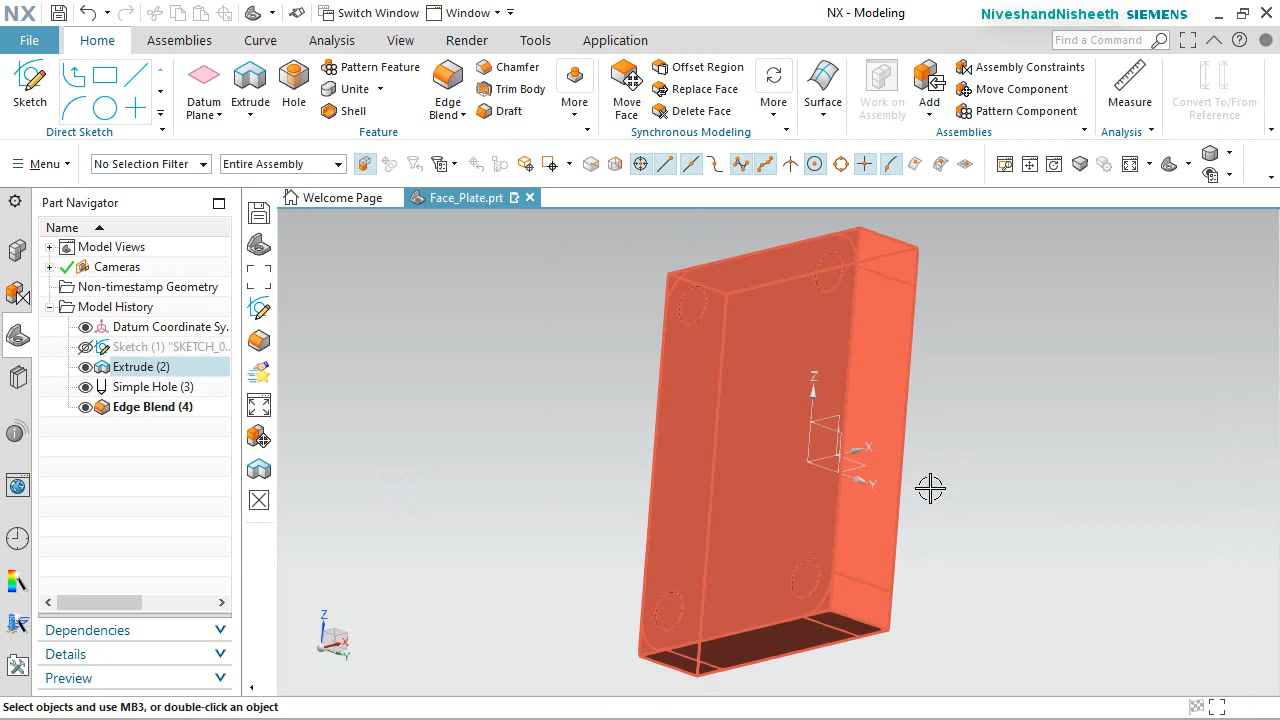 NX Switch Window Window NX - Modeling NiveshandNisheeth SIEMENS
File Home Assemblies Curve Analysis View Render Tools Application Find a Command
Sketch Direct Sketch
Datum Plane Extrude Hole Pattern Feature Unite Shell Edge Blend Chamfer Trim Body Draft More Feature
Move Face Offset Region Replace Face Delete Face More Synchronous Modeling
Surface
Work on Assembly Add Assembly Constraints Move Component Pattern Component Assemblies
Measure Analysis
Convert To/From Reference
Menu No Selection Filter Entire Assembly
Part Navigator Welcome Page Face_Plate.prt
Name
Model Views
Cameras
Non-timestamp Geometry
Model History
Datum Coordinate Sy.
Sketch (1) "SKETCH_0..
Extrude (2)
Simple Hole (3)
Edge Blend (4)
Z
X
Y
Z
X
Y
Dependencies
Details
Preview
Select objects and use MB3, or double-click an object